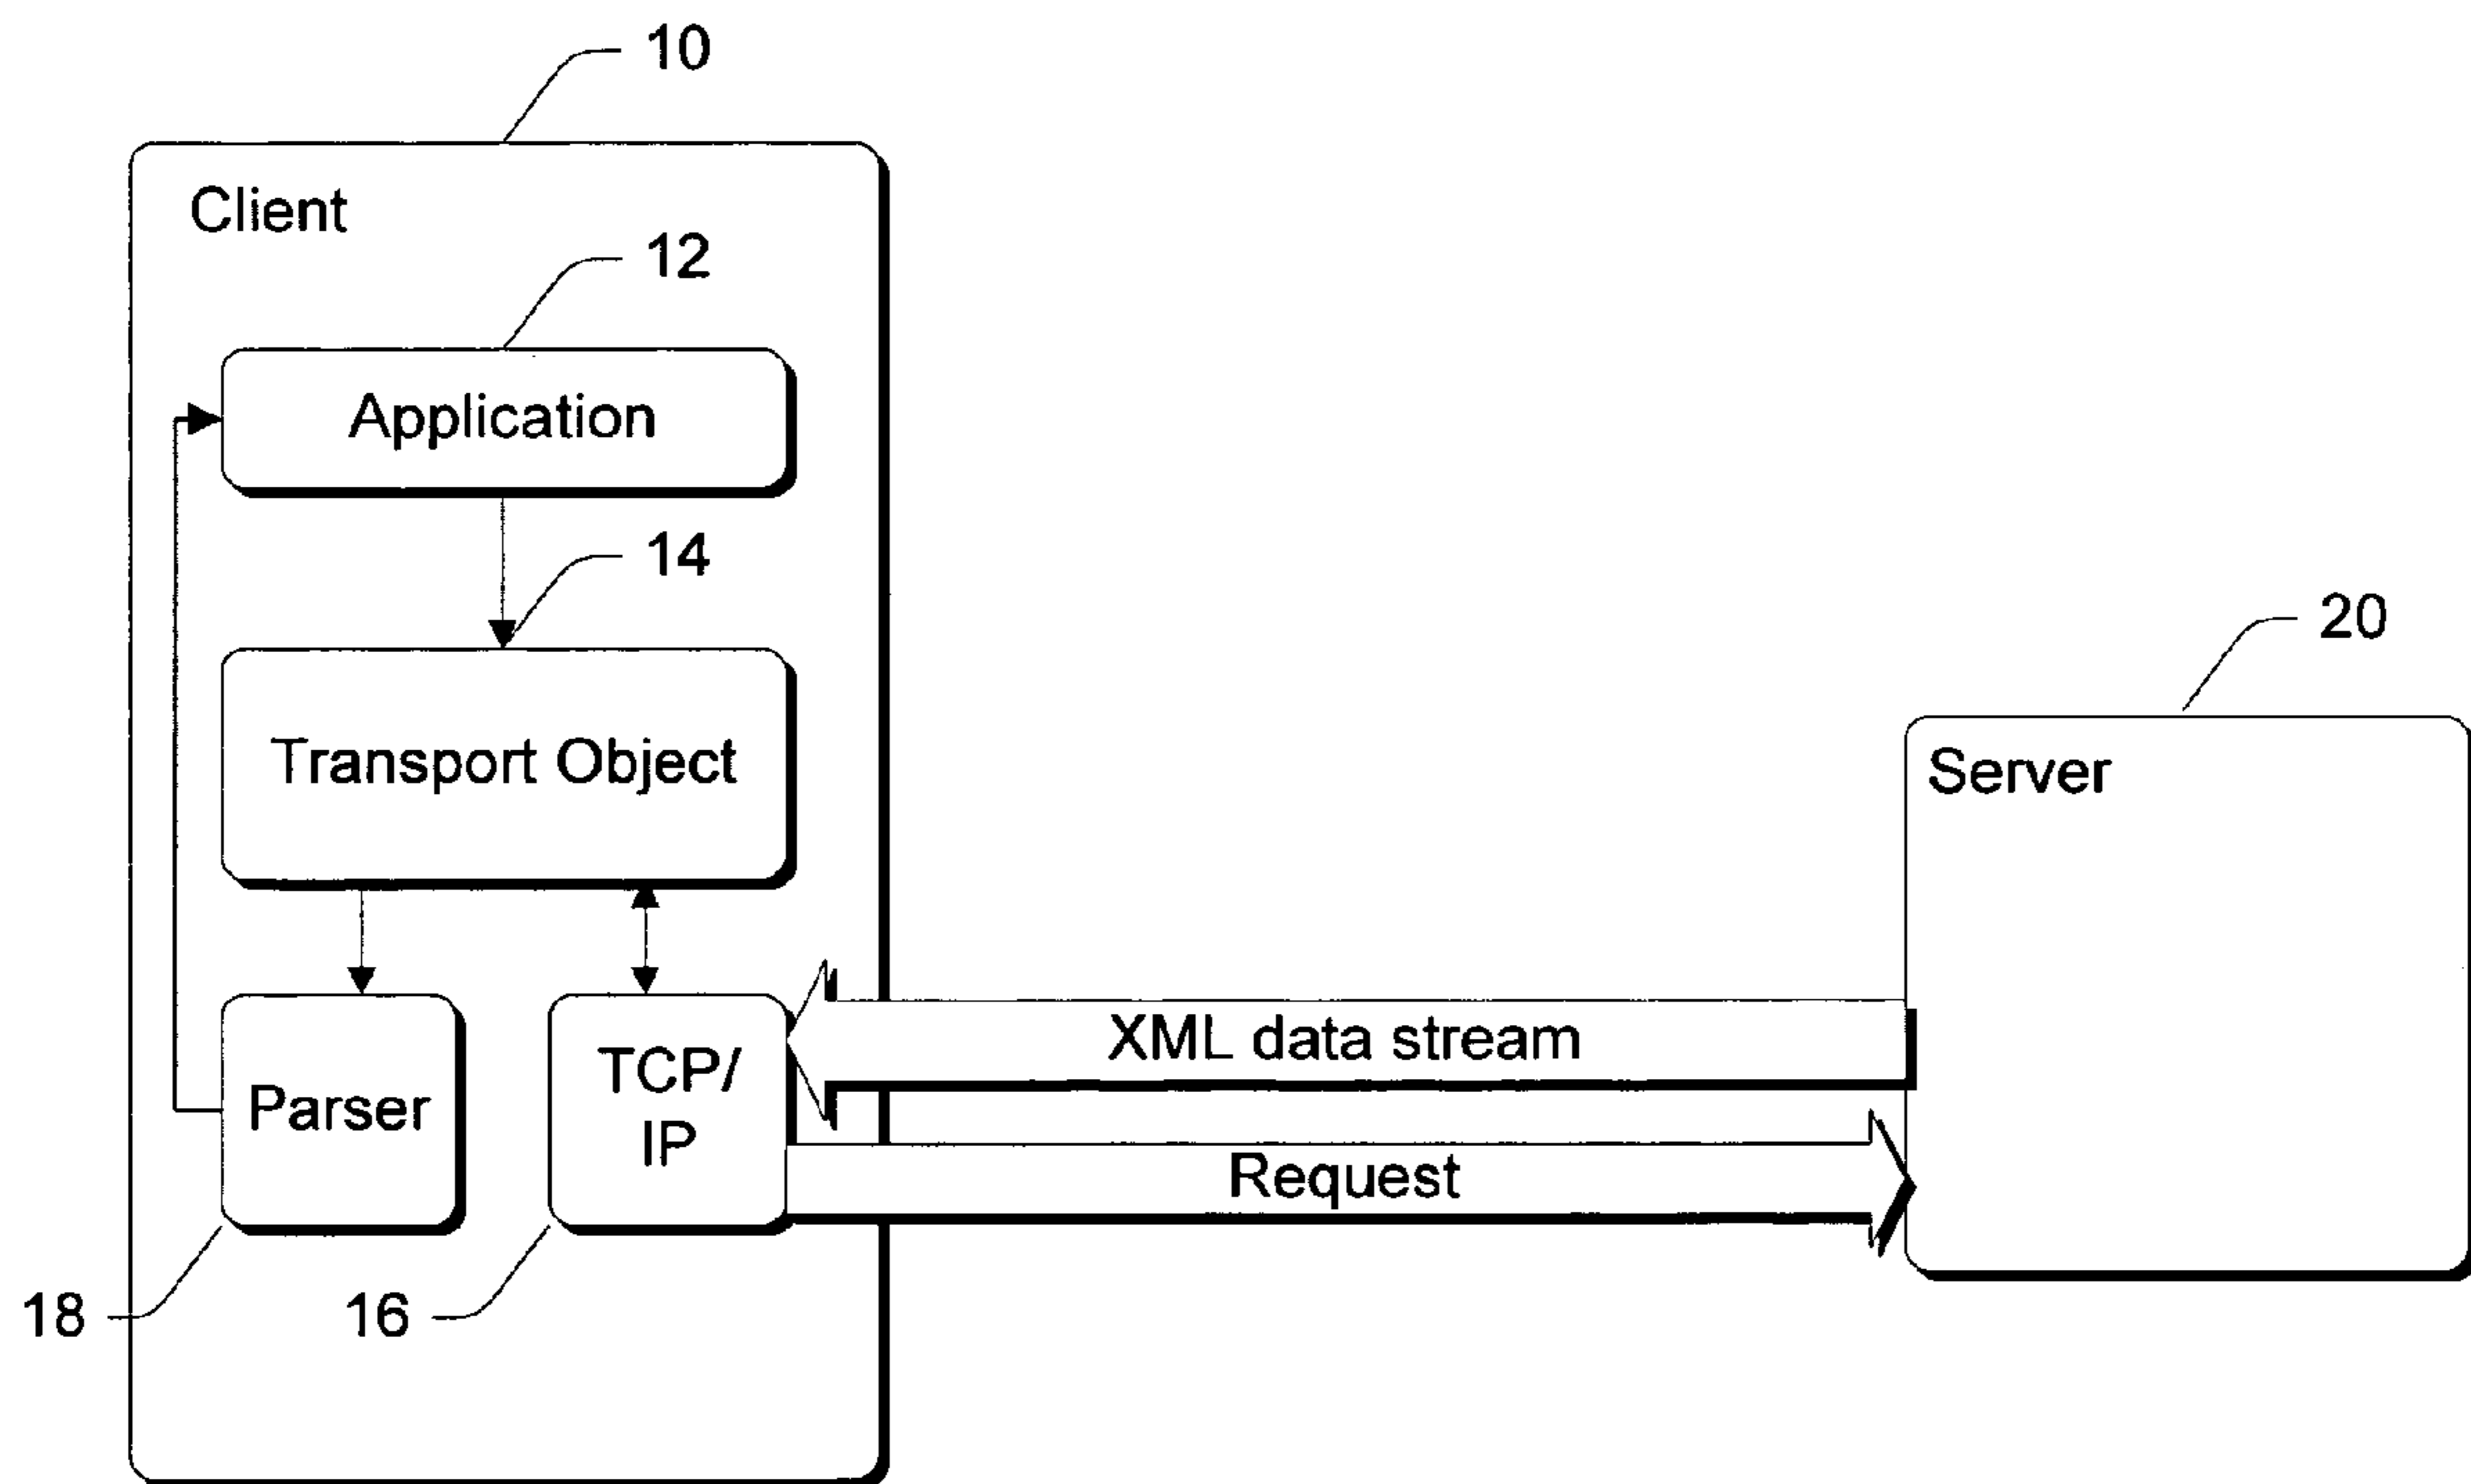 10
Client
12
Application
14
Transport Object
20
Server
XML data stream
TCP/
IP
Parser
Request
18
16